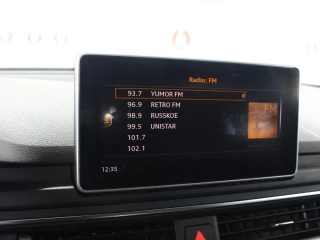 Radio: FM
93.7 YUMOR FM
96.9 RETRO FM
98.9 RUSSKOE
99.5 UNISTAR
101.7
102.1
12:35